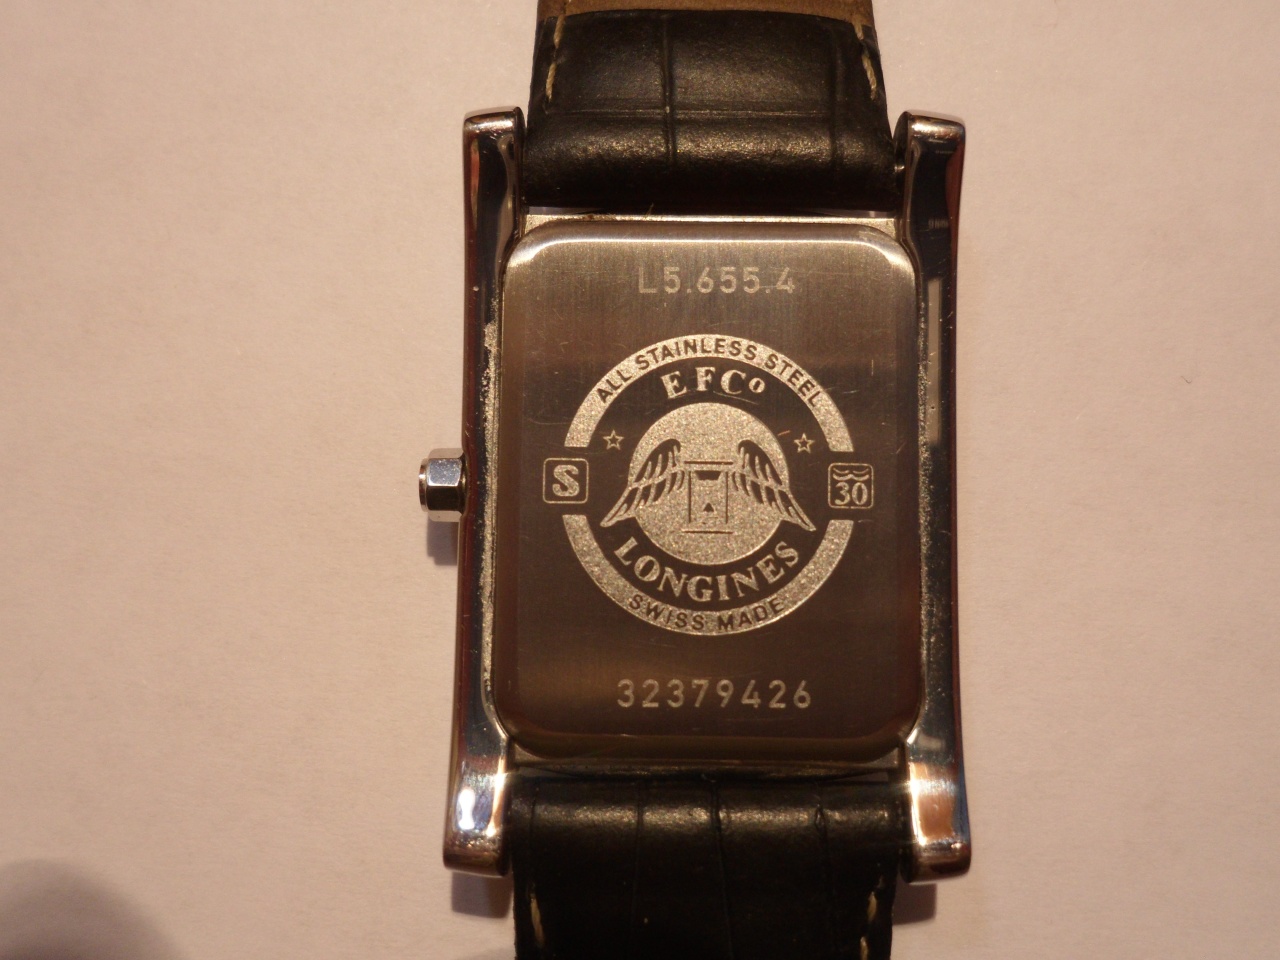 L5.655.4
ALL STAINLESS STEEL
EFCo
S
30
LONGINES
SWISS MADE
32379426